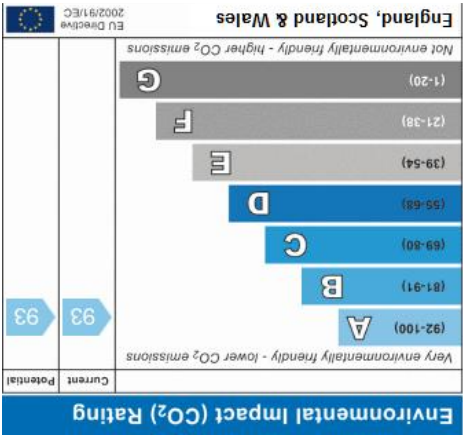 Environmental Impact (CO₂) Rating
Current Potential
Very environmentally friendly - lower CO₂ emissions
(92-100) A
(81-91) B
(69-80) C
(55-68) D
(39-54) E
(21-38) F
(1-20) G
93 93
Not environmentally friendly - higher CO₂ emissions
England, Scotland & Wales
EU Directive
2002/91/EC